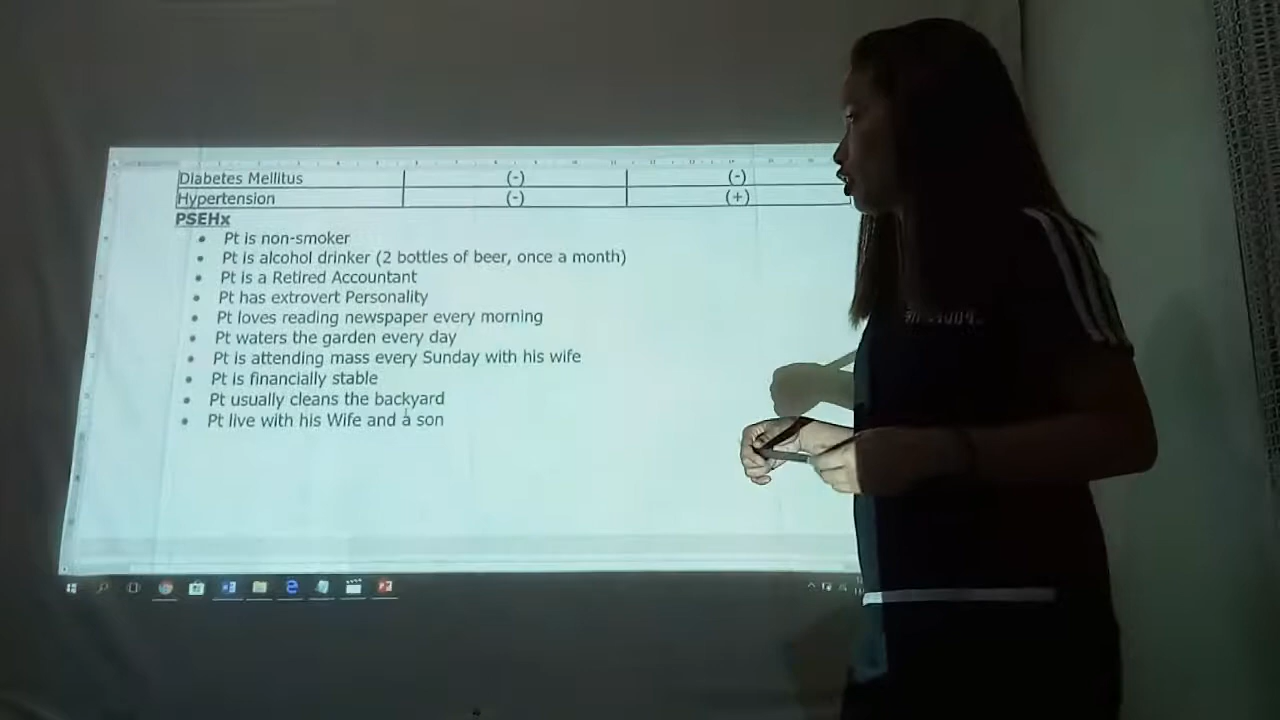 Diabetes Mellitus (-) (-)
Hypertension (-) (+)
PSEHx
• Pt is non-smoker
• Pt is alcohol drinker (2 bottles of beer, once a month)
• Pt is a Retired Accountant
• Pt has extrovert Personality
• Pt loves reading newspaper every morning
• Pt waters the garden every day
• Pt is attending mass every Sunday with his wife
• Pt is financially stable
• Pt usually cleans the backyard
• Pt live with his Wife and a son